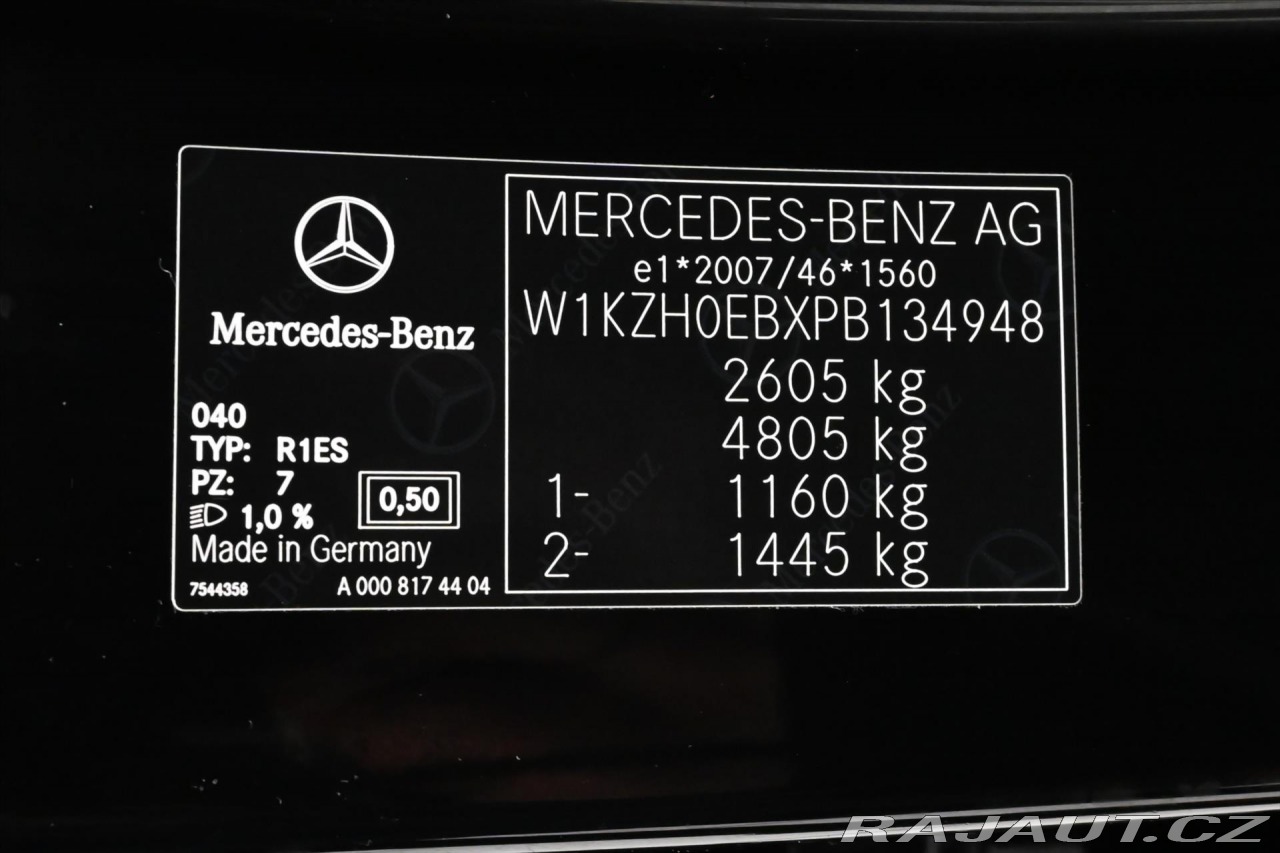 Mercedes-Benz
040
TYP: R1ES
PZ: 7
1,0 %
0,50
Made in Germany
7544358 A 000 817 44 04
MERCEDES-BENZ AG
e1*2007/46*1560
W1KZH0EBXPB134948
2605 kg
4805 kg
1- 1160 kg
2- 1445 kg
RAJAUT.CZ